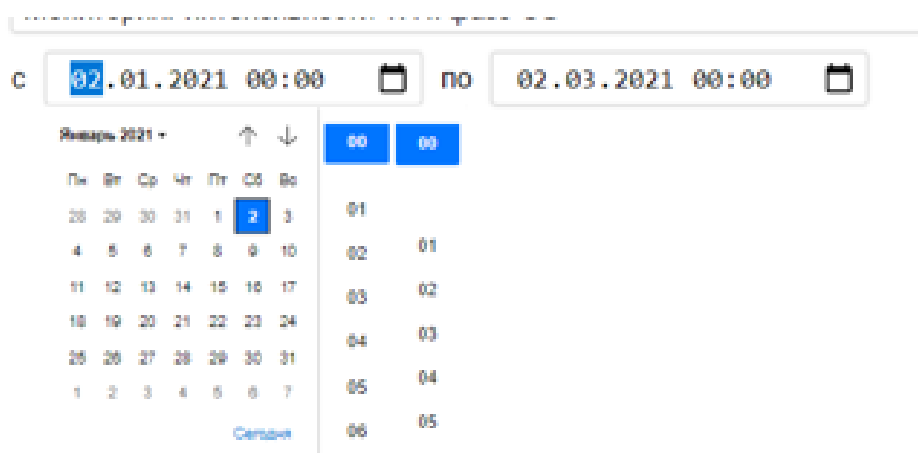 с 02.01.2021 00:00 по 02.03.2021 00:00
Январь 2021
Пн Вт Ср Чт Пт Сб Вс
28 29 30 31 1 2 3
4 5 6 7 8 9 10
11 12 13 14 15 16 17
18 19 20 21 22 23 24
25 26 27 28 29 30 31
1 2 3 4 5 6 7
Сегодня
00 00
01
02 01
03 02
04 03
05 04
06 05